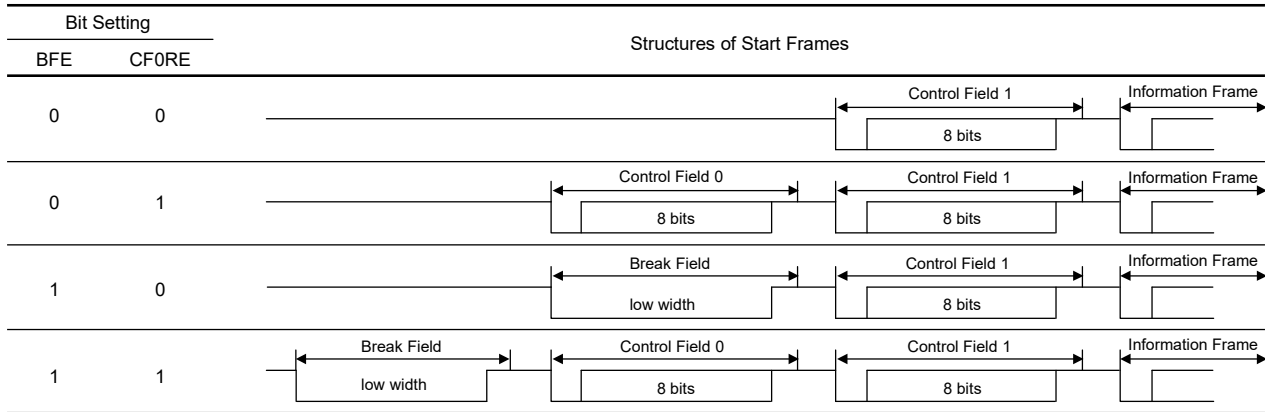 Bit Setting
Structures of Start Frames
BFE CF0RE
Control Field 1 Information Frame
0 0
8 bits
Control Field 0 Control Field 1 Information Frame
0 1
8 bits 8 bits
Break Field Control Field 1 Information Frame
1 0
low width 8 bits
Break Field Control Field 0 Control Field 1 Information Frame
1 1
low width 8 bits 8 bits